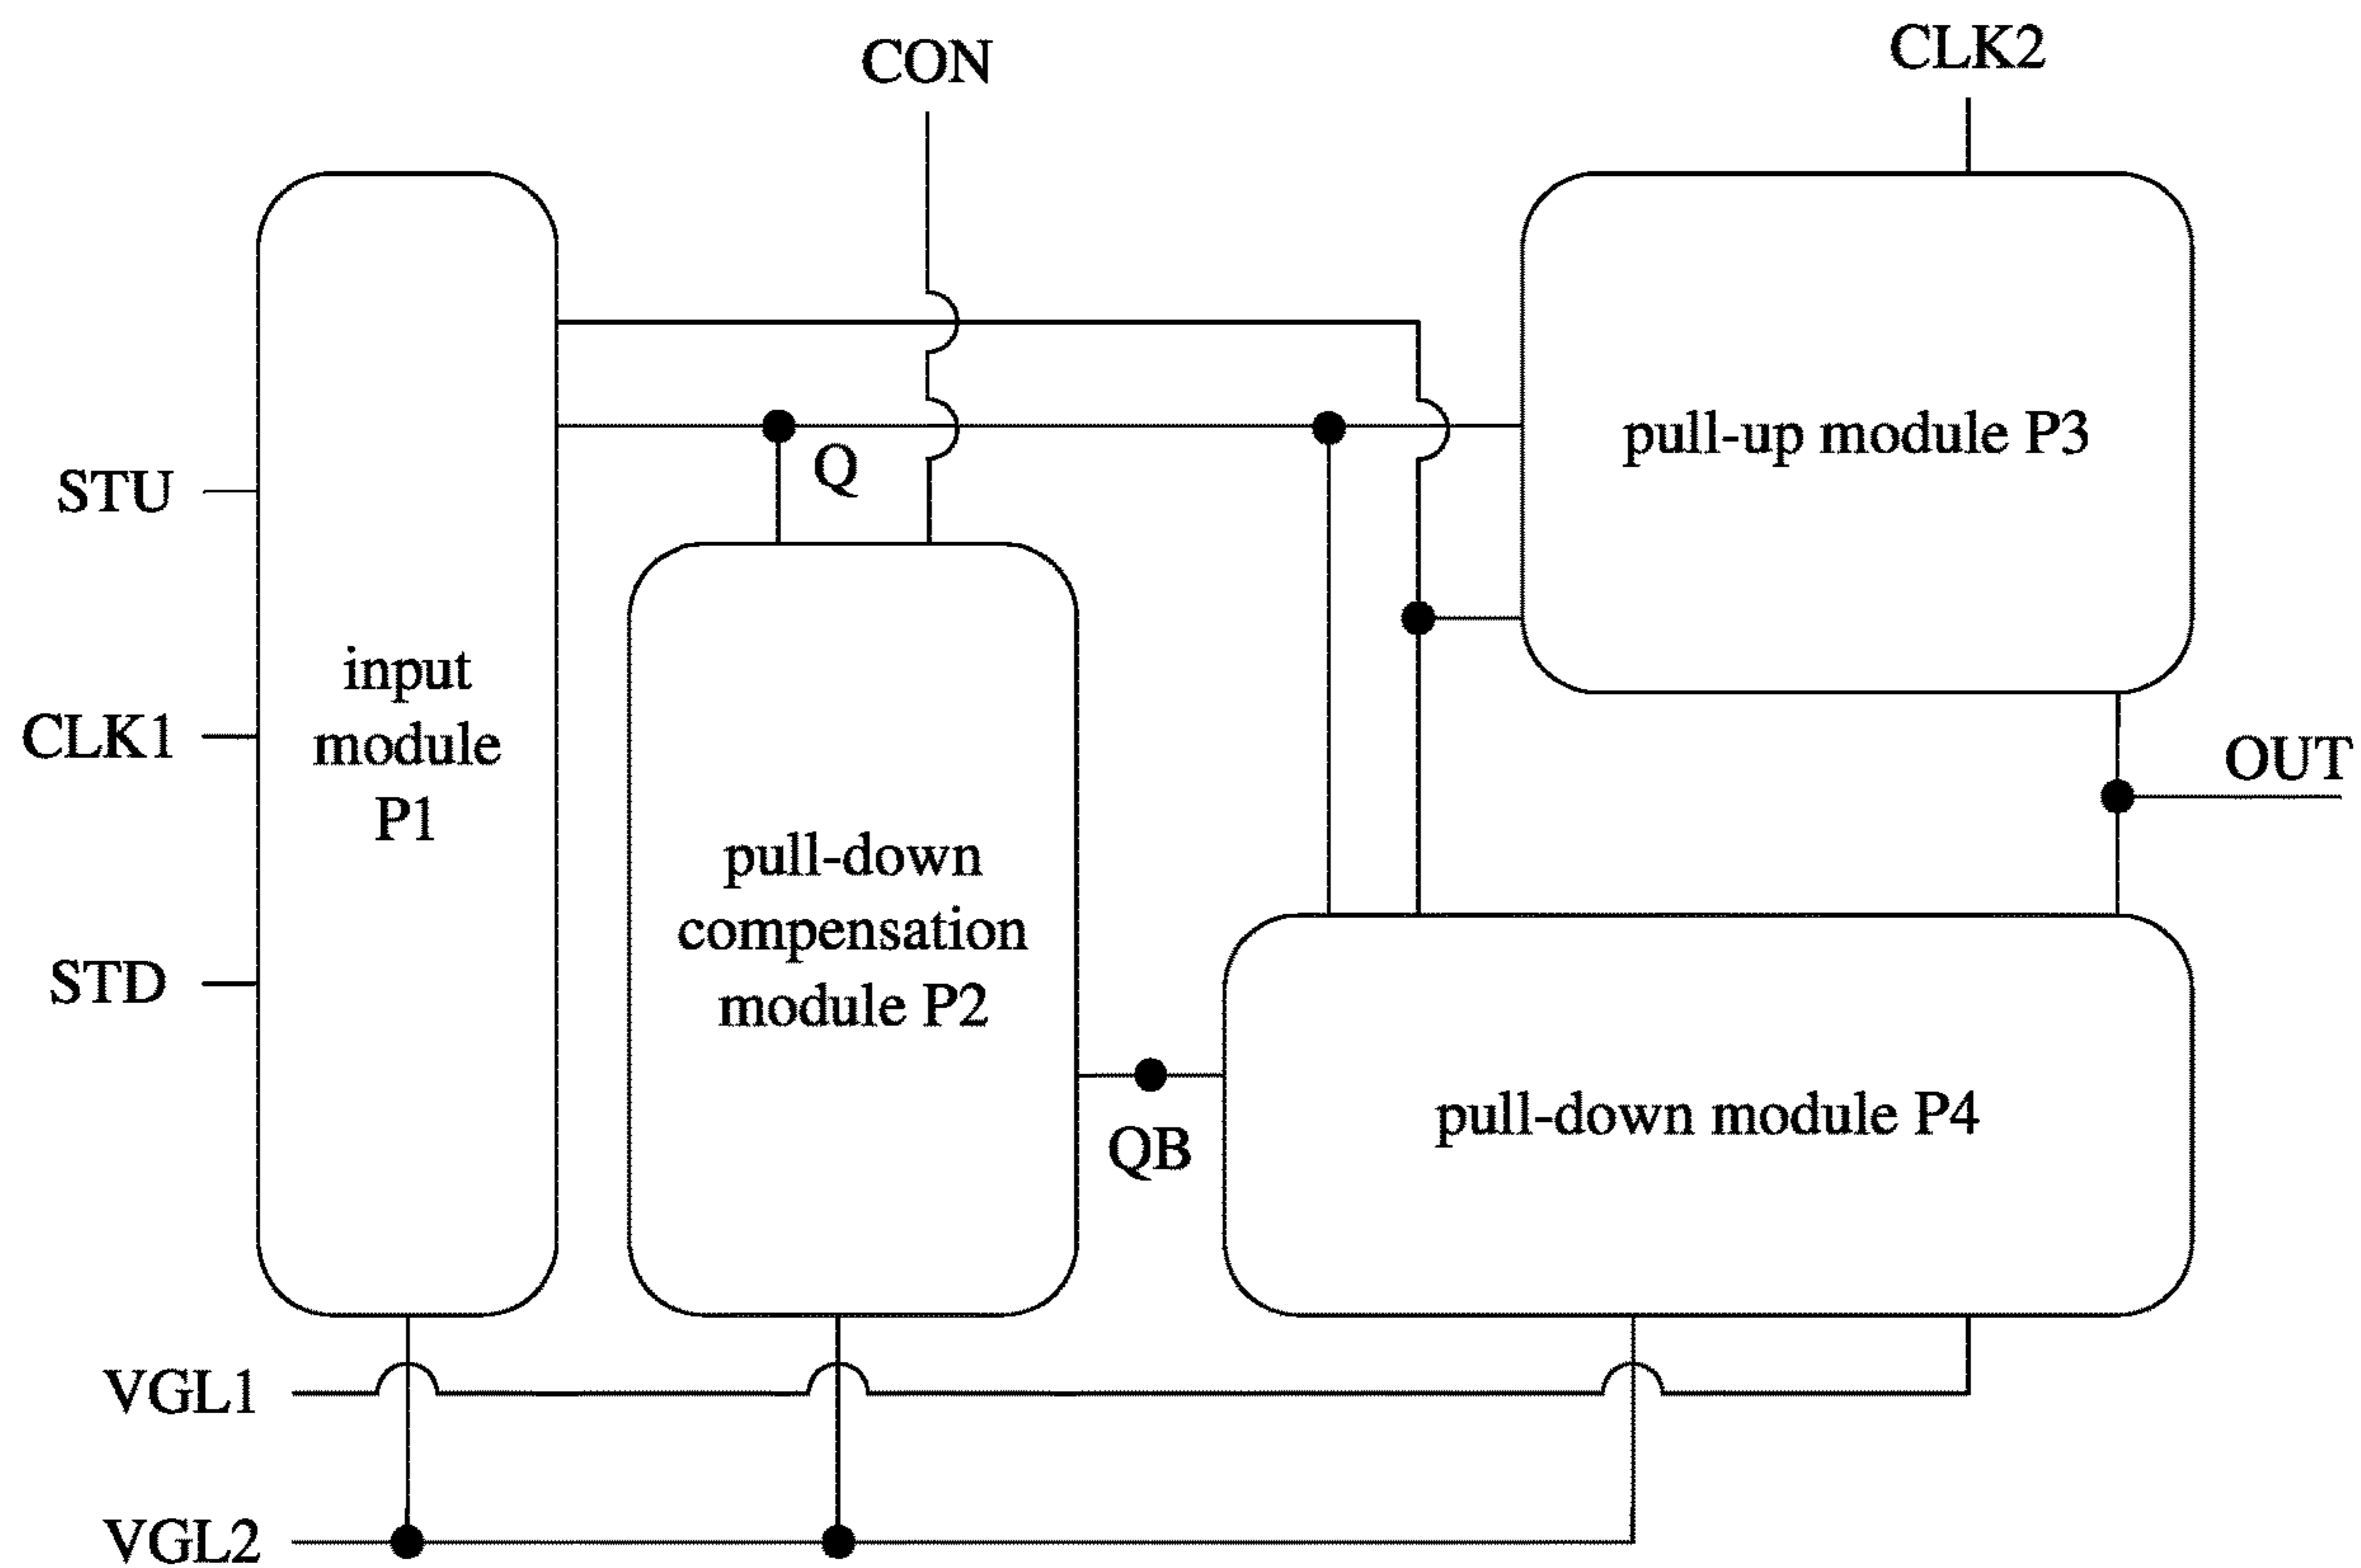 CON
CLK2
pull-up module P3
Q
STU
input
module
P1
CLK1
OUT
pull-down
compensation
module P2
STD
pull-down module P4
QB
VGL1
VGL2